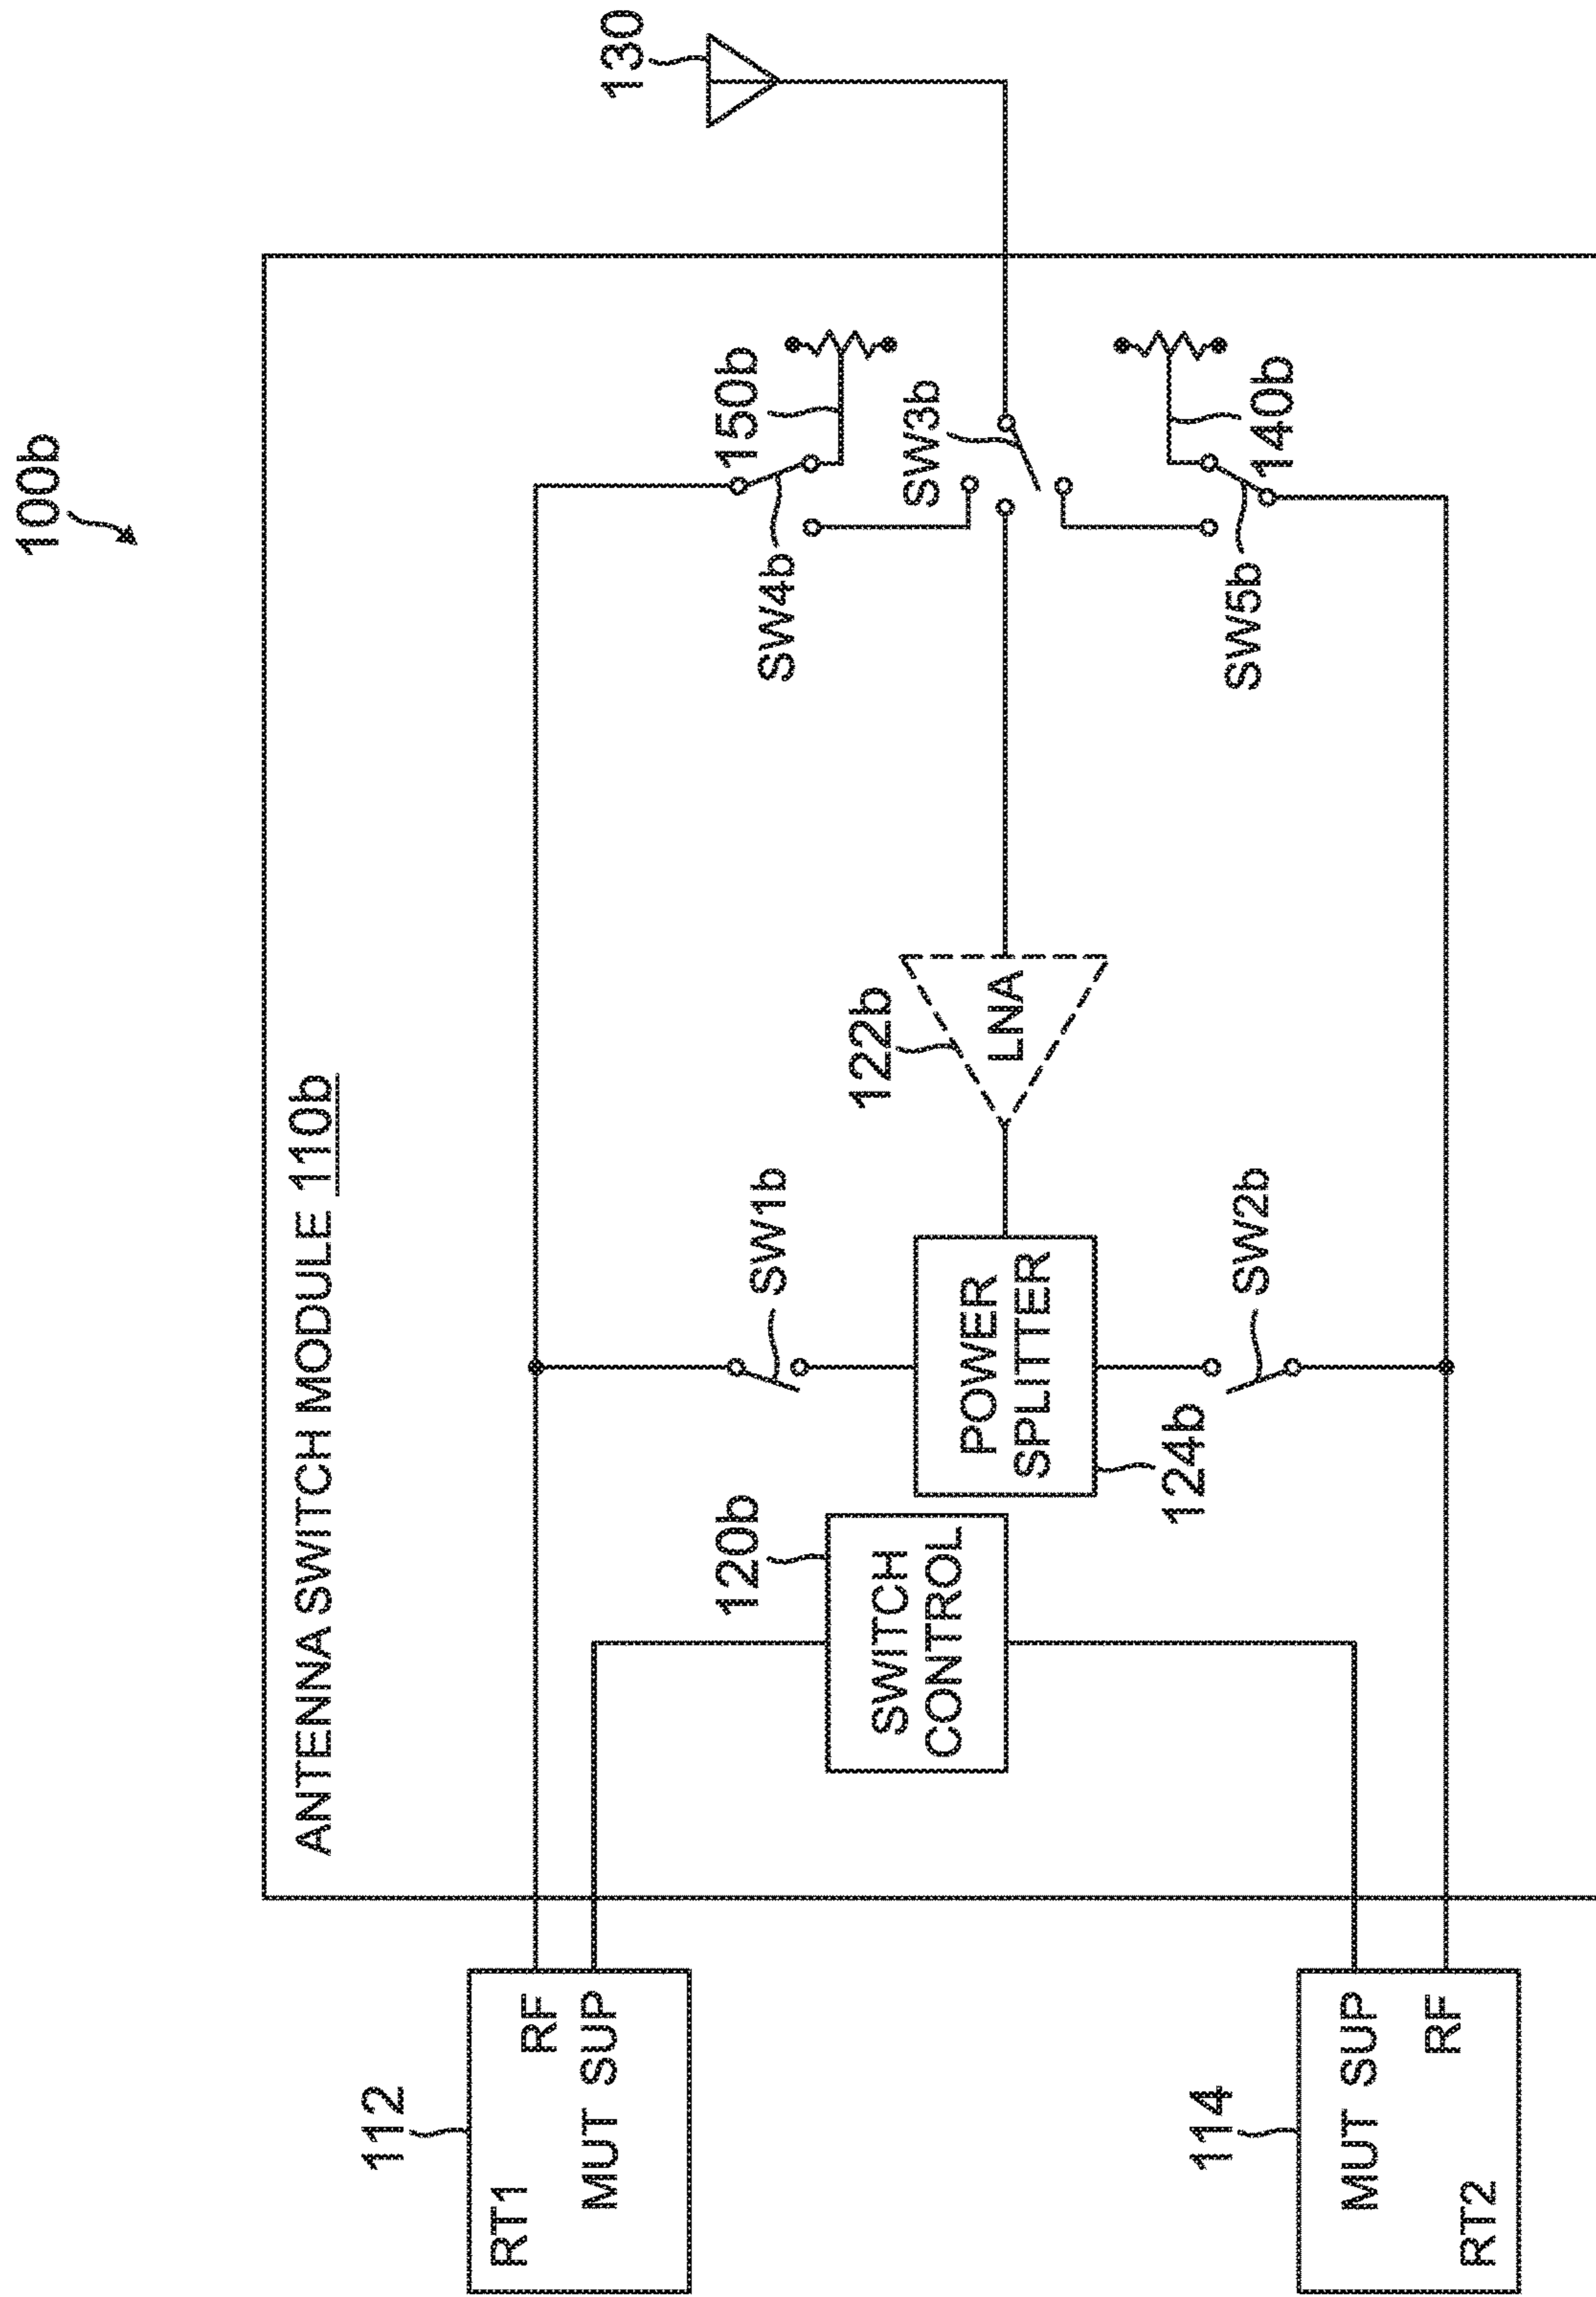 100b
ANTENNA SWITCH MODULE 110b
112
RT1
RF
MUT SUP
120b
SWITCH
CONTROL
SW1b
POWER
SPLITTER
124b
SW2b
122b
LNA
SW4b
150b
SW3b
SW5b
140b
130
114
MUT SUP
RF
RT2